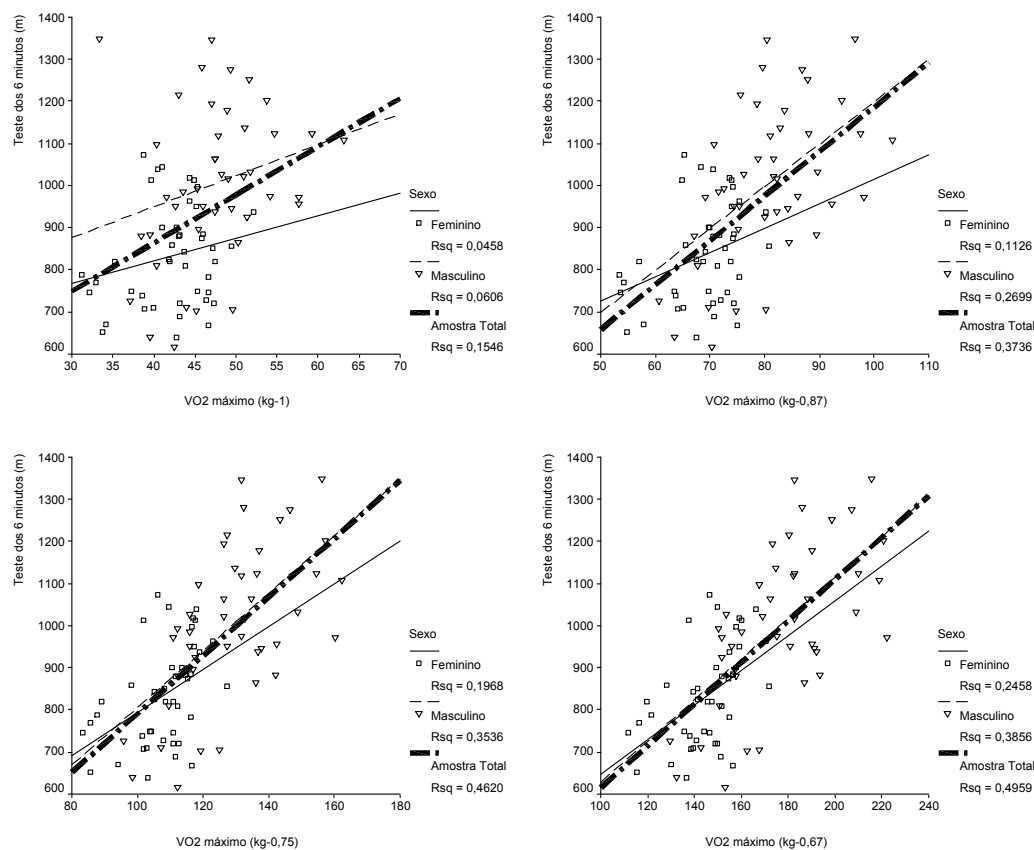 Teste dos 6 minutos (m)
1400
1300
1200
1100
1000
900
800
700
600
30 35 40 45 50 55 60 65 70
VO2 máximo (kg-1)
Sexo
Feminino
Rsq = 0,0458
Masculino
Rsq = 0,0606
Amostra Total
Rsq = 0,1546
Teste dos 6 minutos (m)
1400
1300
1200
1100
1000
900
800
700
600
50 60 70 80 90 100 110
VO2 máximo (kg-0,87)
Sexo
Feminino
Rsq = 0,1126
Masculino
Rsq = 0,2699
Amostra Total
Rsq = 0,3736
Teste dos 6 minutos (m)
1400
1300
1200
1100
1000
900
800
700
600
80 100 120 140 160 180
VO2 máximo (kg-0,75)
Sexo
Feminino
Rsq = 0,1968
Masculino
Rsq = 0,3536
Amostra Total
Rsq = 0,4620
Teste dos 6 minutos (m)
1400
1300
1200
1100
1000
900
800
700
600
100 120 140 160 180 200 220 240
VO2 máximo (kg-0,67)
Sexo
Feminino
Rsq = 0,2458
Masculino
Rsq = 0,3856
Amostra Total
Rsq = 0,4959